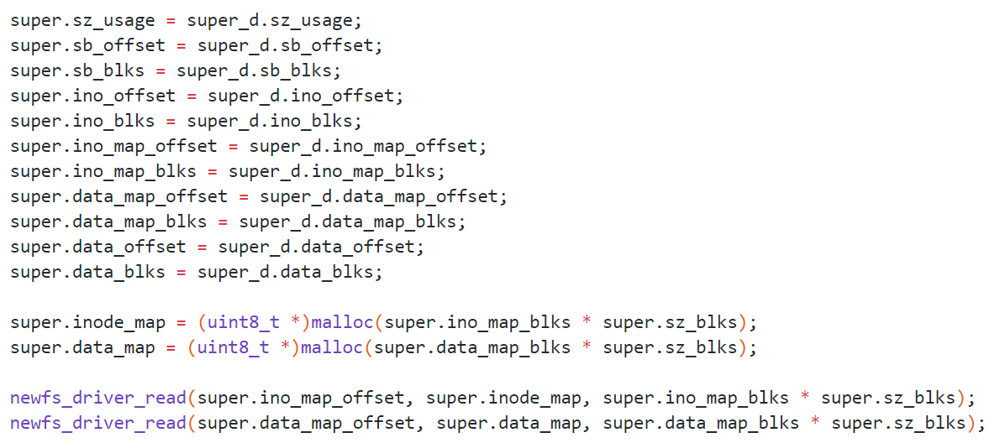 super.sz_usage = super_d.sz_usage;
super.sb_offset = super_d.sb_offset;
super.sb_blks = super_d.sb_blks;
super.ino_offset = super_d.ino_offset;
super.ino_blks = super_d.ino_blks;
super.ino_map_offset = super_d.ino_map_offset;
super.ino_map_blks = super_d.ino_map_blks;
super.data_map_offset = super_d.data_map_offset;
super.data_map_blks = super_d.data_map_blks;
super.data_offset = super_d.data_offset;
super.data_blks = super_d.data_blks;

super.inode_map = (uint8_t *)malloc(super.ino_map_blks * super.sz_blks);
super.data_map = (uint8_t *)malloc(super.data_map_blks * super.sz_blks);

newfs_driver_read(super.ino_map_offset, super.inode_map, super.ino_map_blks * super.sz_blks);
newfs_driver_read(super.data_map_offset, super.data_map, super.data_map_blks * super.sz_blks);